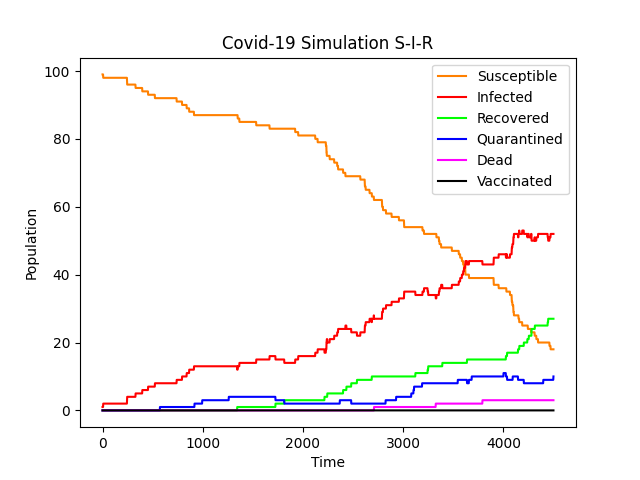 Covid-19 Simulation S-I-R
Susceptible
Infected
Recovered
Quarantined
Dead
Vaccinated
100
80
60
40
20
0
Population
0 1000 2000 3000 4000
Time